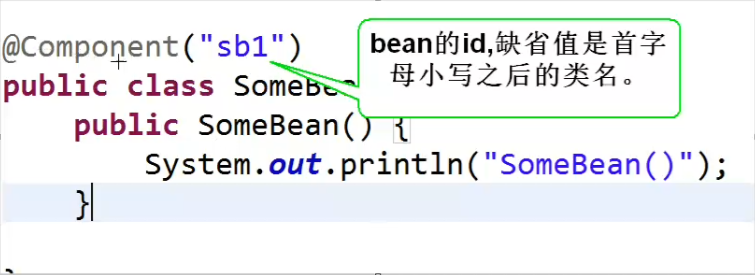 @Component("sb1")
bean的id,缺省值是首字
母小写之后的类名。
public class SomeBea
public SomeBean() {
System.out.println("SomeBean()");
}